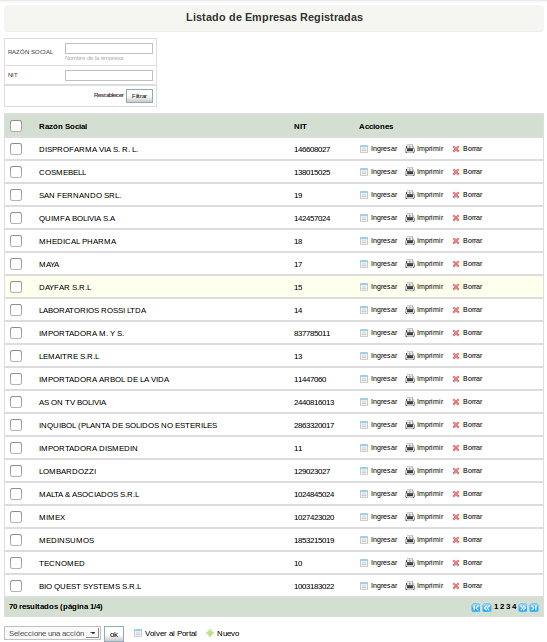 Listado de Empresas Registradas
RAZÓN SOCIAL
Nombre de la empresa.
NIT
Restablecer Filtrar
Razón Social NIT Acciones
DISPROFARMA VIA S. R. L. 146608027 Ingresar Imprimir Borrar
COSMEBELL 138015025 Ingresar Imprimir Borrar
SAN FERNANDO SRL. 19 Ingresar Imprimir Borrar
QUIMFA BOLIVIA S.A 142457024 Ingresar Imprimir Borrar
MHEDICAL PHARMA 18 Ingresar Imprimir Borrar
MAYA 17 Ingresar Imprimir Borrar
DAYFAR S.R.L 15 Ingresar Imprimir Borrar
LABORATORIOS ROSSI LTDA 14 Ingresar Imprimir Borrar
IMPORTADORA M. Y S. 837785011 Ingresar Imprimir Borrar
LEMAITRE S.R.L 13 Ingresar Imprimir Borrar
IMPORTADORA ARBOL DE LA VIDA 11447060 Ingresar Imprimir Borrar
AS ON TV BOLIVIA 2440816013 Ingresar Imprimir Borrar
INQUIBOL (PLANTA DE SOLIDOS NO ESTERILES 2863320017 Ingresar Imprimir Borrar
IMPORTADORA DISMEDIN 11 Ingresar Imprimir Borrar
LOMBARDOZZI 129023027 Ingresar Imprimir Borrar
MALTA & ASOCIADOS S.R.L 1024845024 Ingresar Imprimir Borrar
MIMEX 1027423020 Ingresar Imprimir Borrar
MEDINSUMOS 1853215019 Ingresar Imprimir Borrar
TECNOMED 10 Ingresar Imprimir Borrar
BIO QUEST SYSTEMS S.R.L 1003183022 Ingresar Imprimir Borrar
70 resultados (página 1/4) 1 2 3 4
Seleccione una acción ok Volver al Portal Nuevo